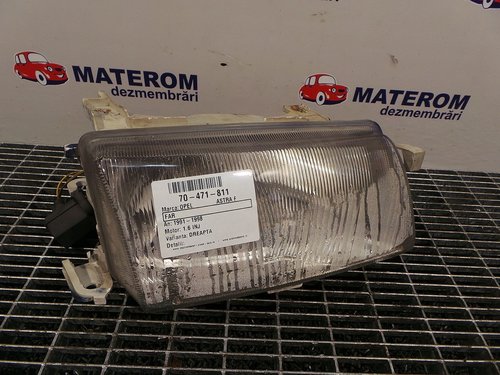 MATEROM
dezmembrări
MATEROM
dezmembrări
70-471-811
Marca: OPEL ASTRA F
FAR
An: 1991-1998
Motor: 1.6 INJ
Varianta: DREAPTA
Detalii: